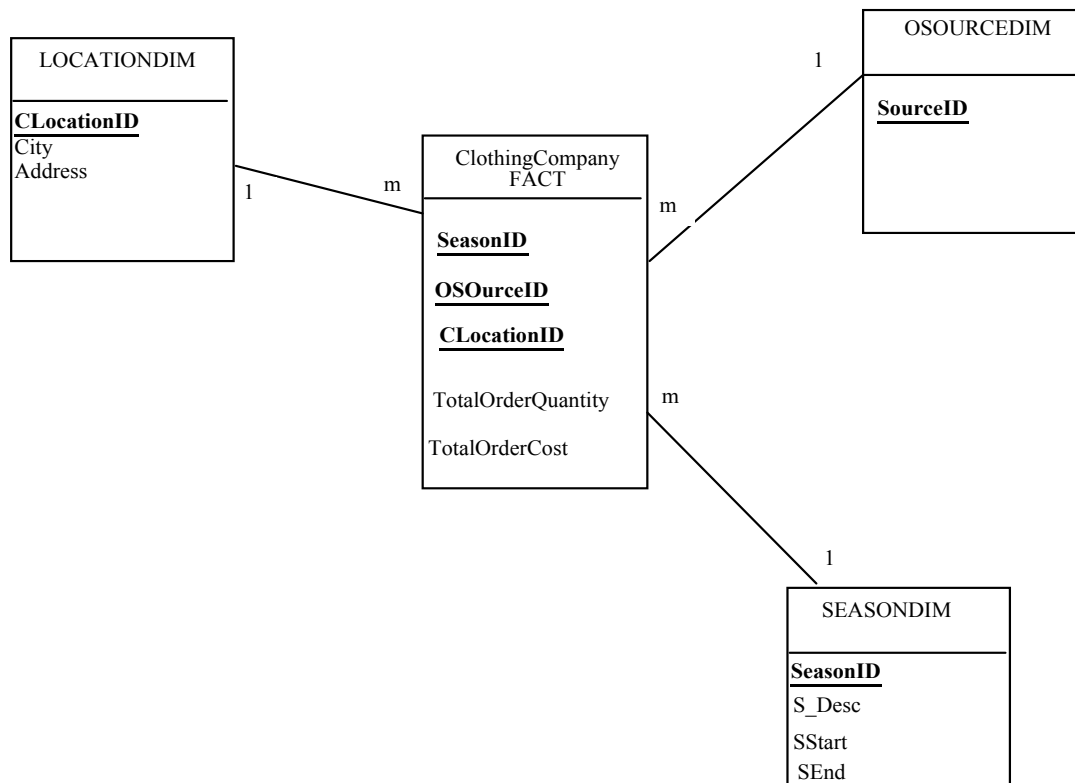 LOCATIONDIM
CLocationID
City
Address
1
m
ClothingCompany
FACT
SeasonID
OSOurceID
CLocationID
TotalOrderQuantity
TotalOrderCost
OSOURCEDIM
SourceID
1
m
m
1
SEASONDIM
SeasonID
S_Desc
SStart
SEnd